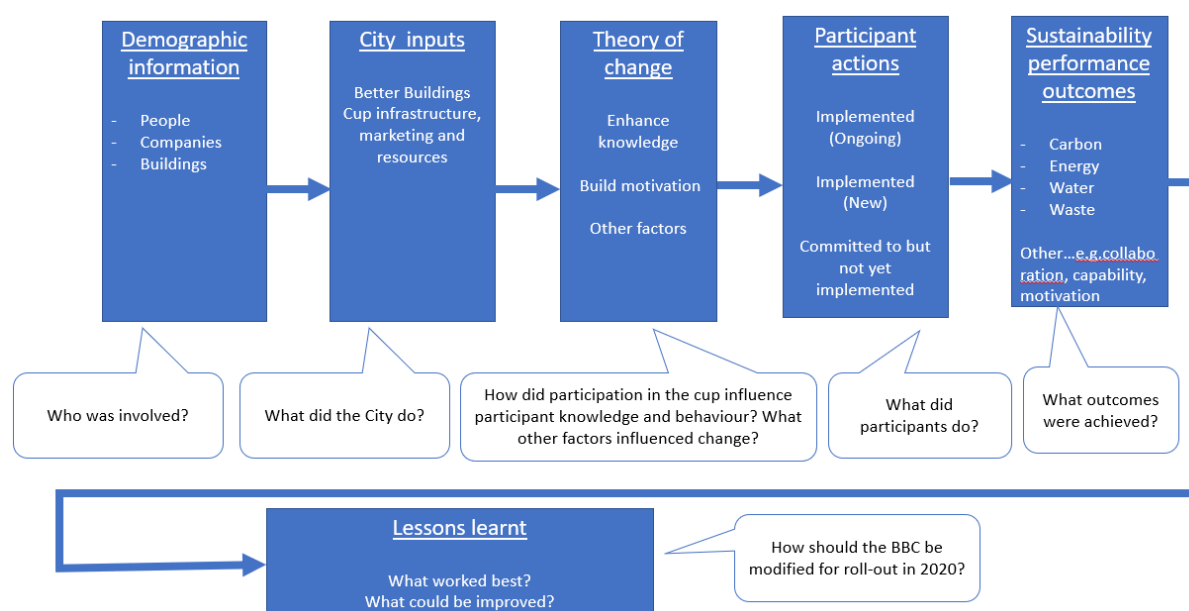 Demographic
information
- People
- Companies
- Buildings
City inputs
Better Buildings
Cup infrastructure,
marketing and
resources
Theory of
change
Enhance
knowledge
Build motivation
Other factors
Participant
actions
Implemented
(Ongoing)
Implemented
(New)
Committed to but
not yet
implemented
Sustainability
performance
outcomes
- Carbon
- Energy
- Water
- Waste
Other...e.g.collabo
ration, capability,
motivation
Who was involved?
What did the City do?
How did participation in the cup influence
participant knowledge and behaviour? What
other factors influenced change?
What did
participants do?
What outcomes
were achieved?
Lessons learnt
What worked best?
What could be improved?
How should the BBC be
modified for roll-out in 2020?